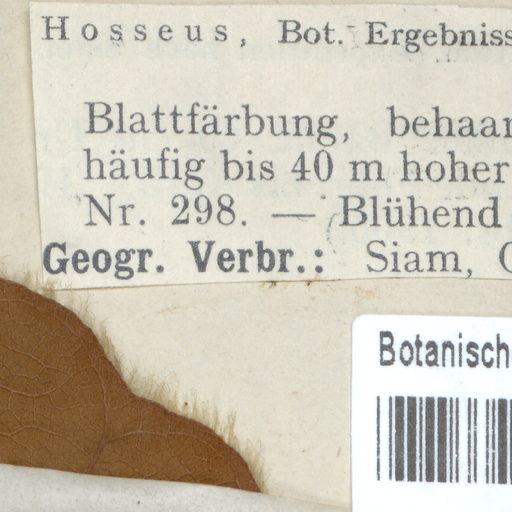 Hosseus, Bot. Ergebniss
Blattfärbung, behaar
häufig bis 40 m hoher
Nr. 298. — Blühend
Geogr. Verbr.: Siam,
Botanisch